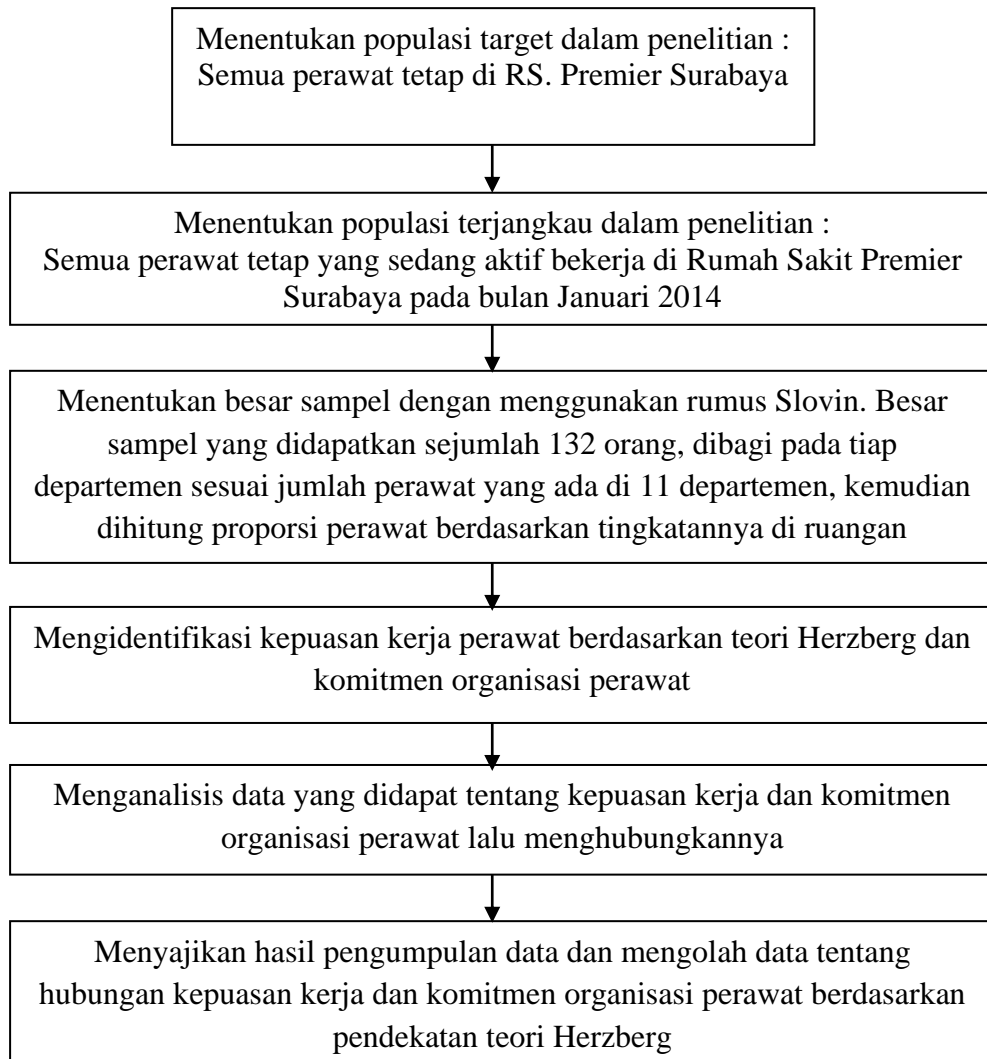 Menentukan populasi target dalam penelitian :
Semua perawat tetap di RS. Premier Surabaya
Menentukan populasi terjangkau dalam penelitian :
Semua perawat tetap yang sedang aktif bekerja di Rumah Sakit Premier
Surabaya pada bulan Januari 2014
Menentukan besar sampel dengan menggunakan rumus Slovin. Besar
sampel yang didapatkan sejumlah 132 orang, dibagi pada tiap
departemen sesuai jumlah perawat yang ada di 11 departemen, kemudian
dihitung proporsi perawat berdasarkan tingkatannya di ruangan
Mengidentifikasi kepuasan kerja perawat berdasarkan teori Herzberg dan
komitmen organisasi perawat
Menganalisis data yang didapat tentang kepuasan kerja dan komitmen
organisasi perawat lalu menghubungkannya
Menyajikan hasil pengumpulan data dan mengolah data tentang
hubungan kepuasan kerja dan komitmen organisasi perawat berdasarkan
pendekatan teori Herzberg